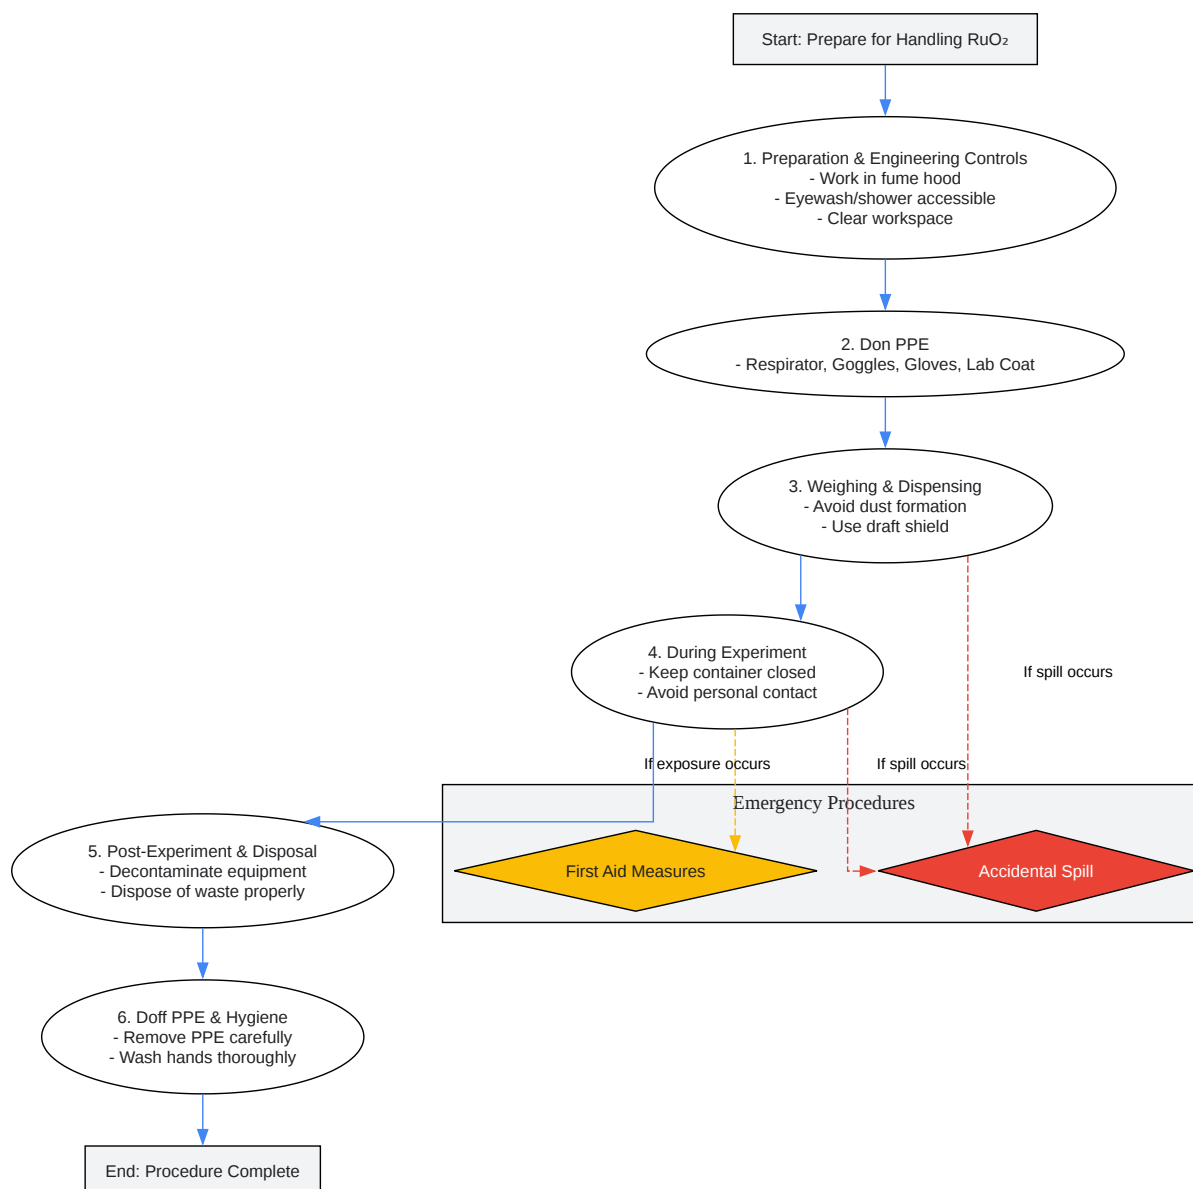 Start: Prepare for Handling RuO₂
1. Preparation & Engineering Controls
- Work in fume hood
- Eyewash/shower accessible
- Clear workspace
2. Don PPE
- Respirator, Goggles, Gloves, Lab Coat
3. Weighing & Dispensing
- Avoid dust formation
- Use draft shield
4. During Experiment
- Keep container closed
- Avoid personal contact
If spill occurs
If exposure occurs
If spill occurs
Emergency Procedures
First Aid Measures
Accidental Spill
5. Post-Experiment & Disposal
- Decontaminate equipment
- Dispose of waste properly
6. Doff PPE & Hygiene
- Remove PPE carefully
- Wash hands thoroughly
End: Procedure Complete